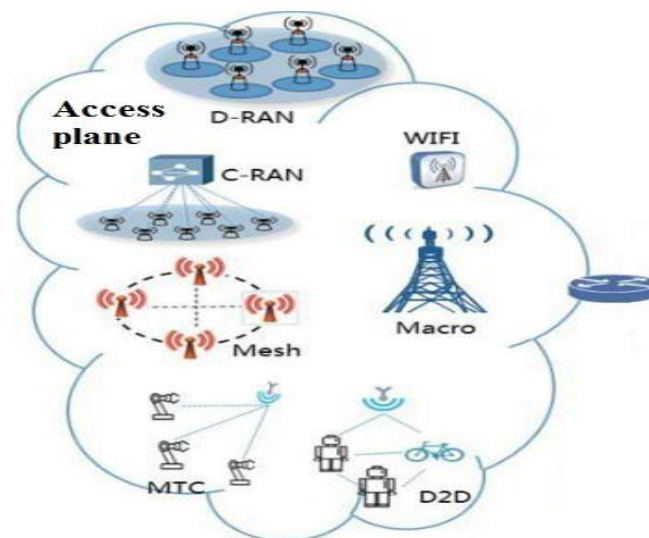 D-RAN
Access
plane
WIFI
C-RAN
Macro
Mesh
MTC
D2D